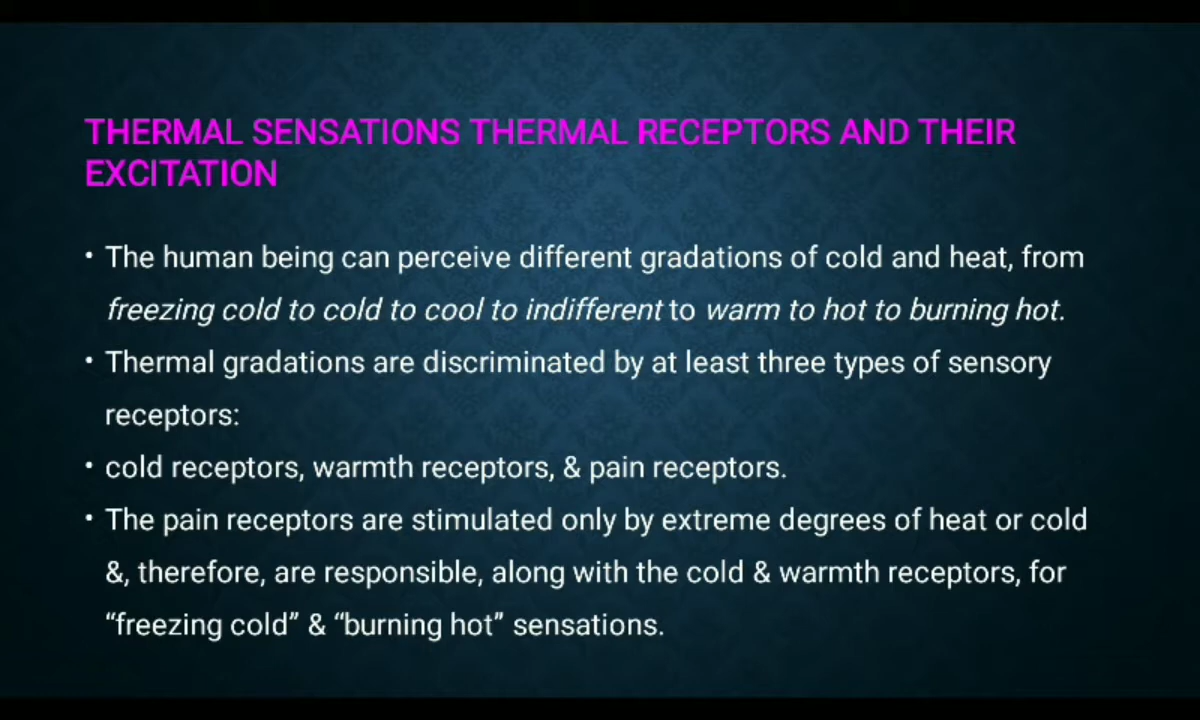 THERMAL SENSATIONS THERMAL RECEPTORS AND THEIR
EXCITATION
• The human being can perceive different gradations of cold and heat, from
freezing cold to cold to cool to indifferent to warm to hot to burning hot.
• Thermal gradations are discriminated by at least three types of sensory
receptors:
• cold receptors, warmth receptors, & pain receptors.
• The pain receptors are stimulated only by extreme degrees of heat or cold
&, therefore, are responsible, along with the cold & warmth receptors, for
“freezing cold” & “burning hot” sensations.